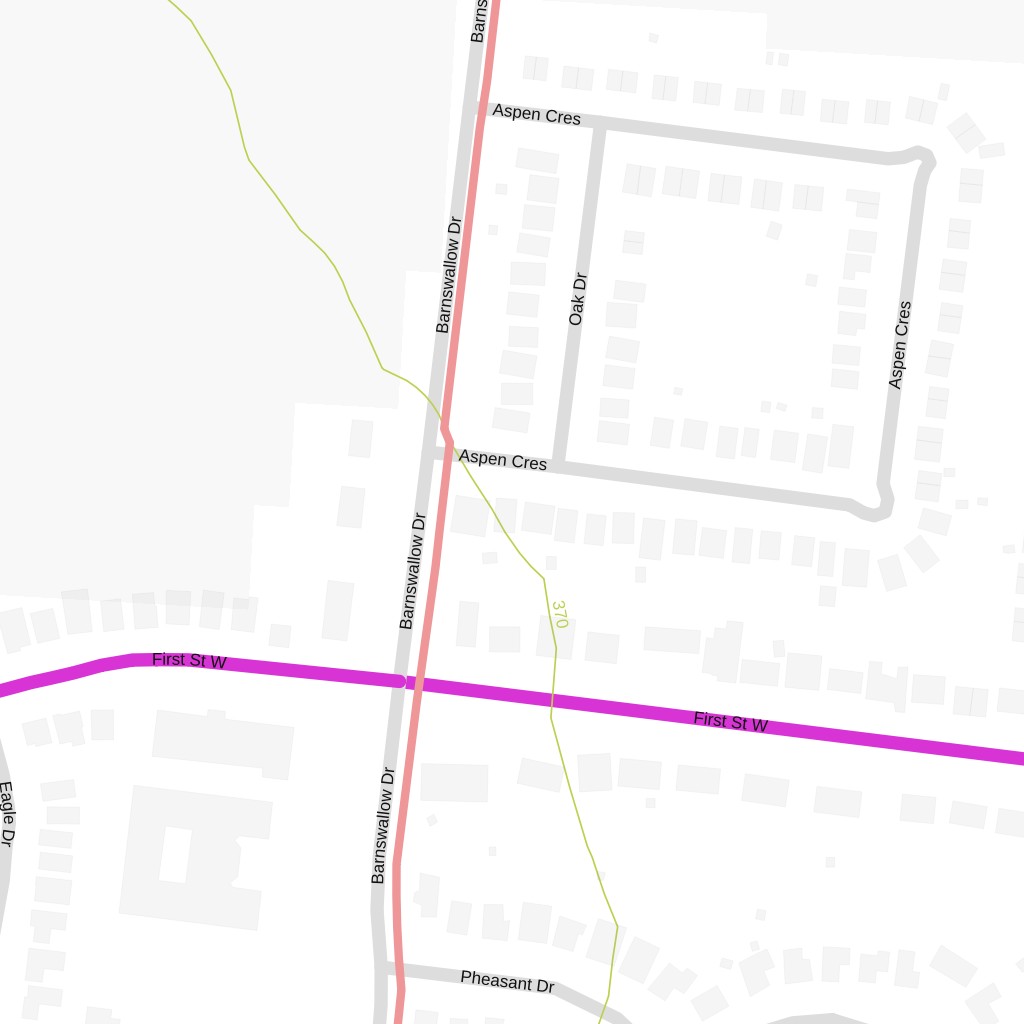 Barns
Aspen Cres
Barnswallow Dr
Oak Dr
Aspen Cres
Aspen Cres
Barnswallow Dr
370
First St W
First St W
Eagle Dr
Barnswallow Dr
Pheasant Dr